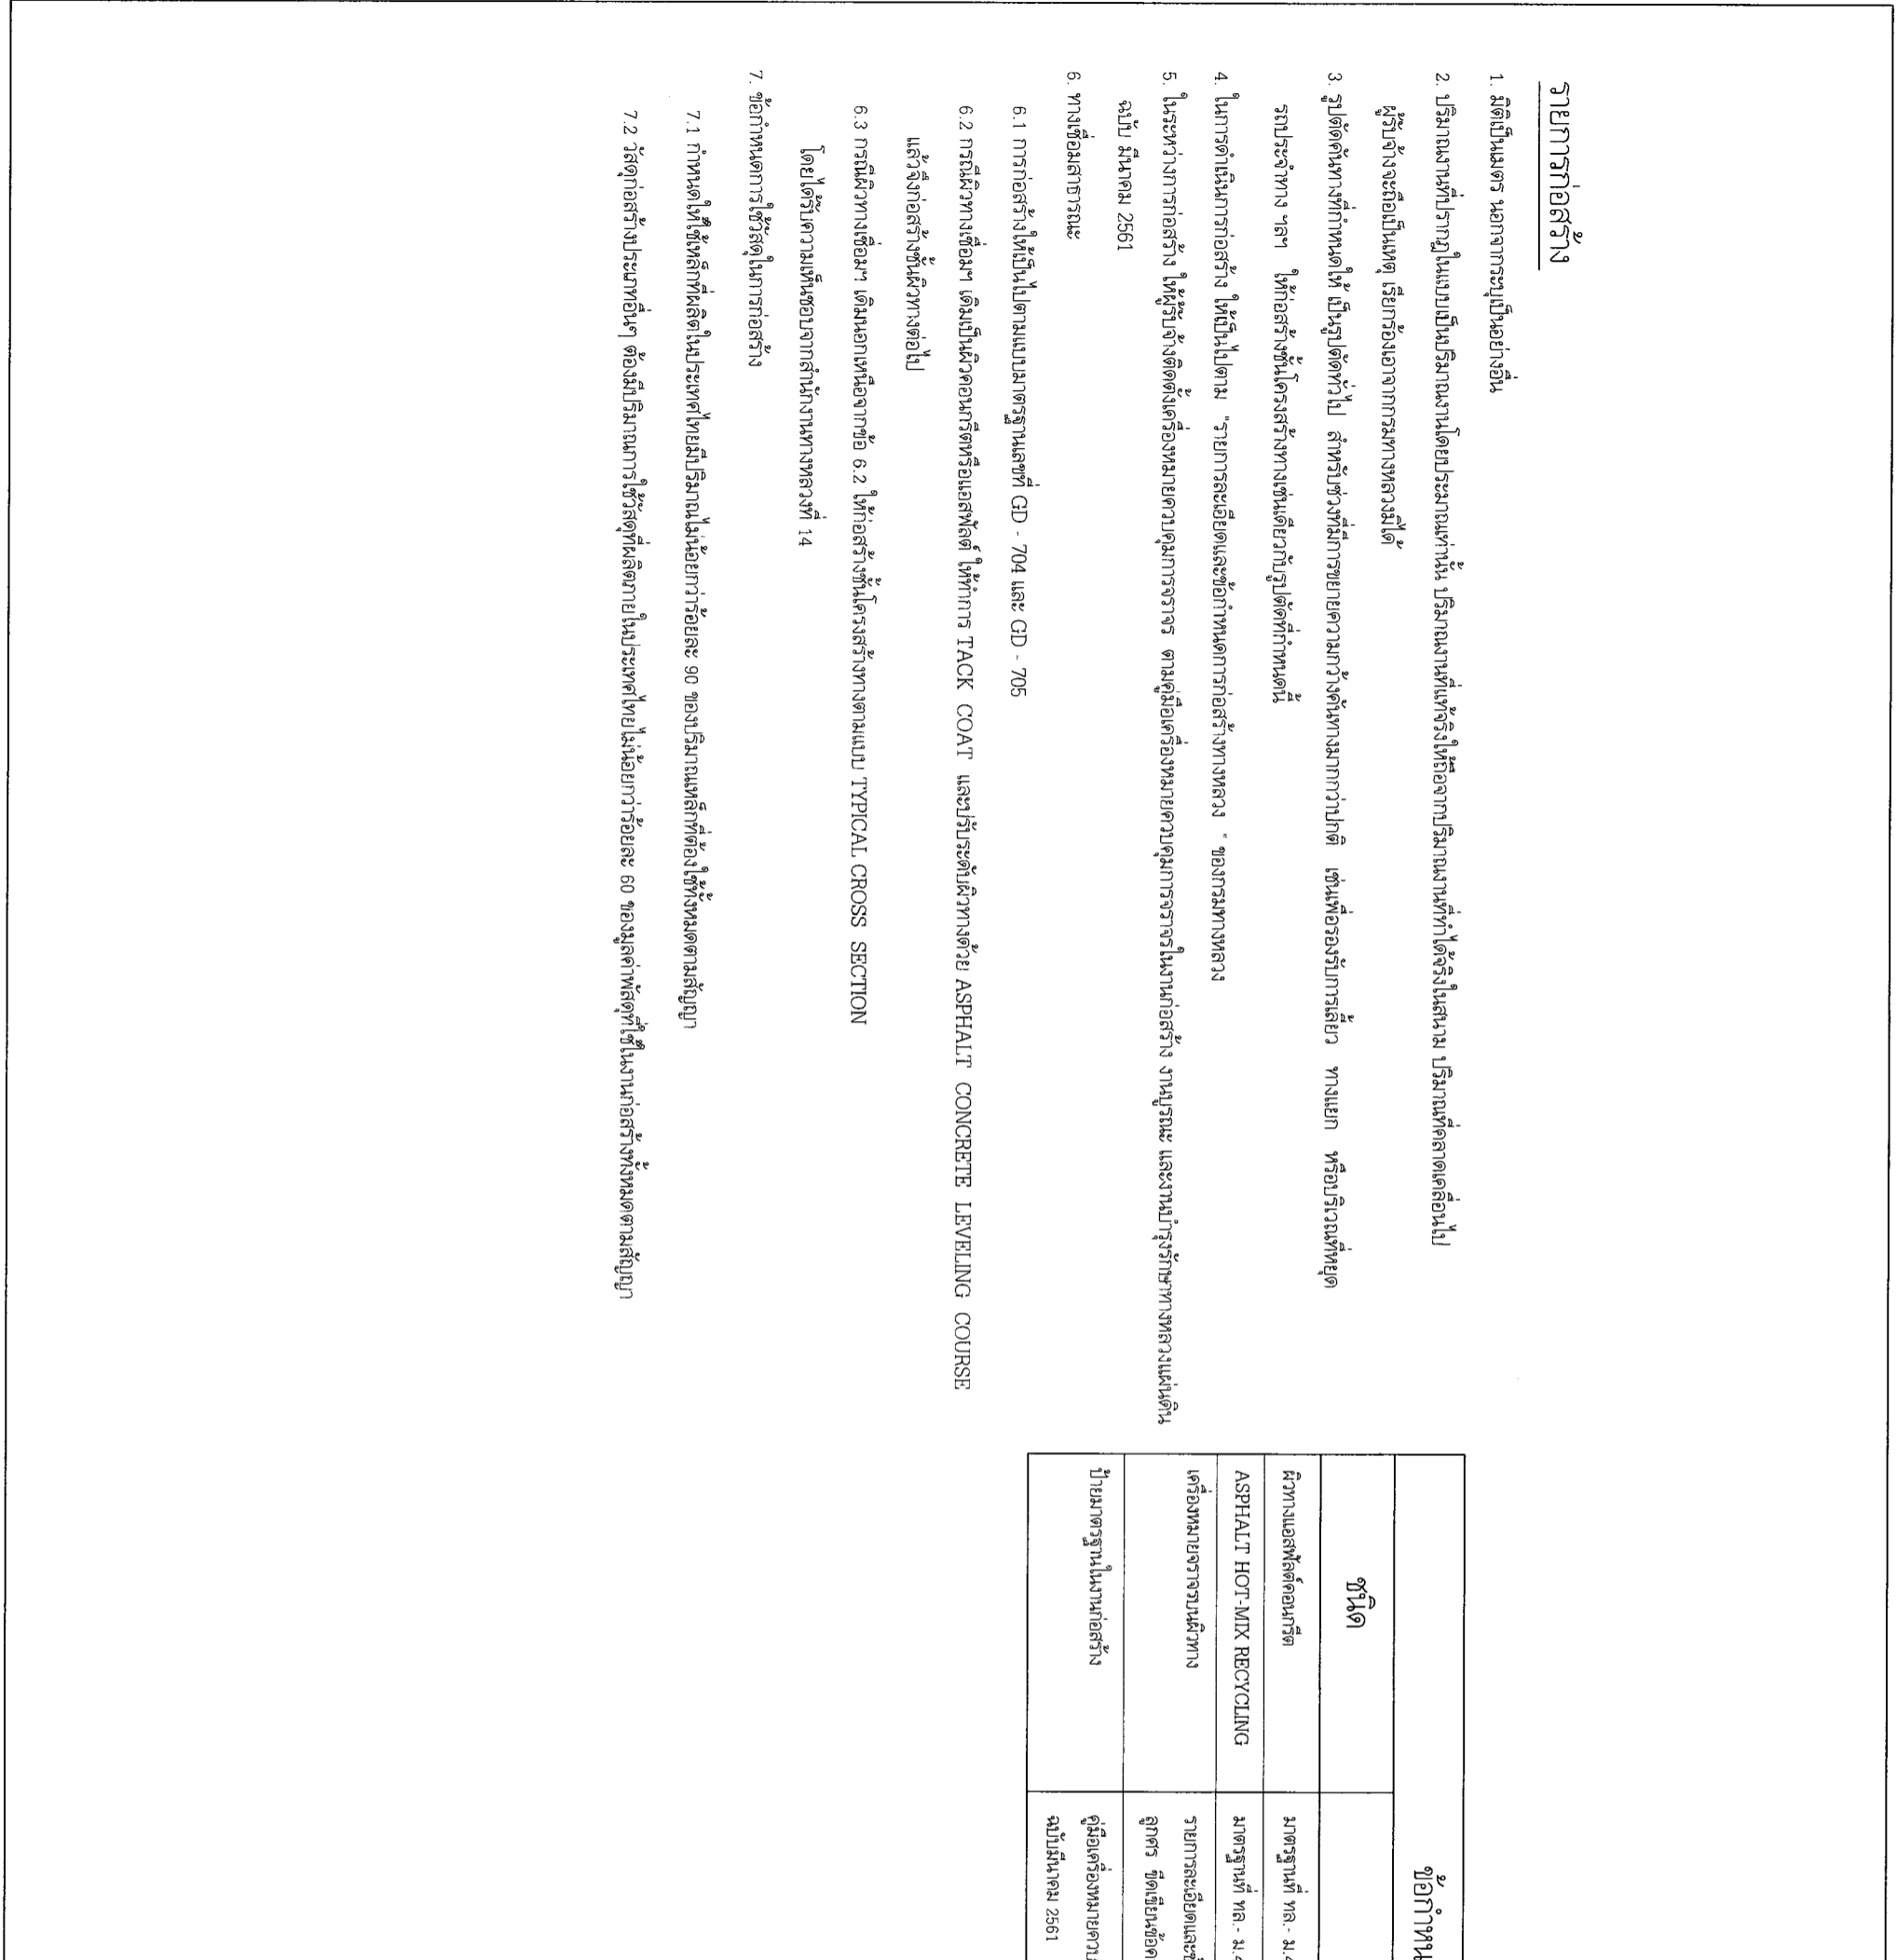 รายการก่อสร้าง
1. มิติเป็นเมตร นอกจากระบุเป็นอย่างอื่น
2. ปริมาณงานที่ปรากฏในแบบเป็นปริมาณงานโดยประมาณเท่านั้น ปริมาณงานที่แท้จริงให้ถือจากปริมาณงานที่ทำได้จริงในสนาม ปริมาณที่คลาดเคลื่อนไป
ผู้รับจ้างจะถือเป็นเหตุ เรียกร้องเอาจากกรมทางหลวงมิได้
3. รูปตัดคันทางที่กำหนดให้ เป็นรูปตัดทั่วไป สำหรับช่วงที่มีการขยายความกว้างคันทางมากกว่าปกติ เช่นเพื่อรองรับการเลี้ยว ทางแยก หรือบริเวณที่หยุด
รถประจำทาง ฯลฯ ให้ก่อสร้างชั้นโครงสร้างทางเช่นเดียวกับรูปตัดที่กำหนดนี้
4. ในการดำเนินการก่อสร้าง ให้เป็นไปตาม "รายการละเอียดและข้อกำหนดการก่อสร้างทางหลวง " ของกรมทางหลวง
5. ในระหว่างการก่อสร้าง ให้ผู้รับจ้างติดตั้งเครื่องหมายควบคุมการจราจร ตามคู่มือเครื่องหมายควบคุมการจราจรในงานก่อสร้าง งานบูรณะ และงานบำรุงรักษาทางหลวงแผ่นดิน
ฉบับ มีนาคม 2561
6. ทางเชื่อมสาธารณะ
6.1 การก่อสร้างให้เป็นไปตามแบบมาตรฐานเลขที่ GD - 704 และ GD - 705
6.2 กรณีผิวทางเชื่อมฯ เดิมเป็นผิวคอนกรีตหรือแอสฟัลต์ ให้ทำการ TACK COAT และปรับระดับผิวทางด้วย ASPHALT CONCRETE LEVELING COURSE
แล้วจึงก่อสร้างชั้นผิวทางต่อไป
6.3 กรณีผิวทางเชื่อมฯ เดิมนอกเหนือจากข้อ 6.2 ให้ก่อสร้างชั้นโครงสร้างทางตามแบบ TYPICAL CROSS SECTION
โดยได้รับความเห็นชอบจากสำนักงานทางหลวงที่ 14
7. ข้อกำหนดการใช้วัสดุในการก่อสร้าง
7.1 กำหนดให้ใช้เหล็กที่ผลิตในประเทศไทยมีปริมาณไม่น้อยกว่าร้อยละ 90 ของปริมาณเหล็กที่ต้องใช้ทั้งหมดตามสัญญา
7.2 วัสดุก่อสร้างประเภทอื่นๆ ต้องมีปริมาณการใช้วัสดุที่ผลิตภายในประเทศไทยไม่น้อยกว่าร้อยละ 60 ของมูลค่าพัสดุที่ใช้ในงานก่อสร้างทั้งหมดตามสัญญา
ข้อกำหน
ชนิด
ผิวทางแอสฟัลต์คอนกรีต มาตรฐานที่ ทล.- ม.
ASPHALT HOT-MIX RECYCLING มาตรฐานที่ ทล.- ม.
เครื่องหมายจราจรบนผิวทาง รายการละเอียดและ
ลูกศร ขีดเขียนข้อค
ป้ายมาตรฐานในงานก่อสร้าง คู่มือเครื่องหมายควบ
ฉบับมีนาคม 2561